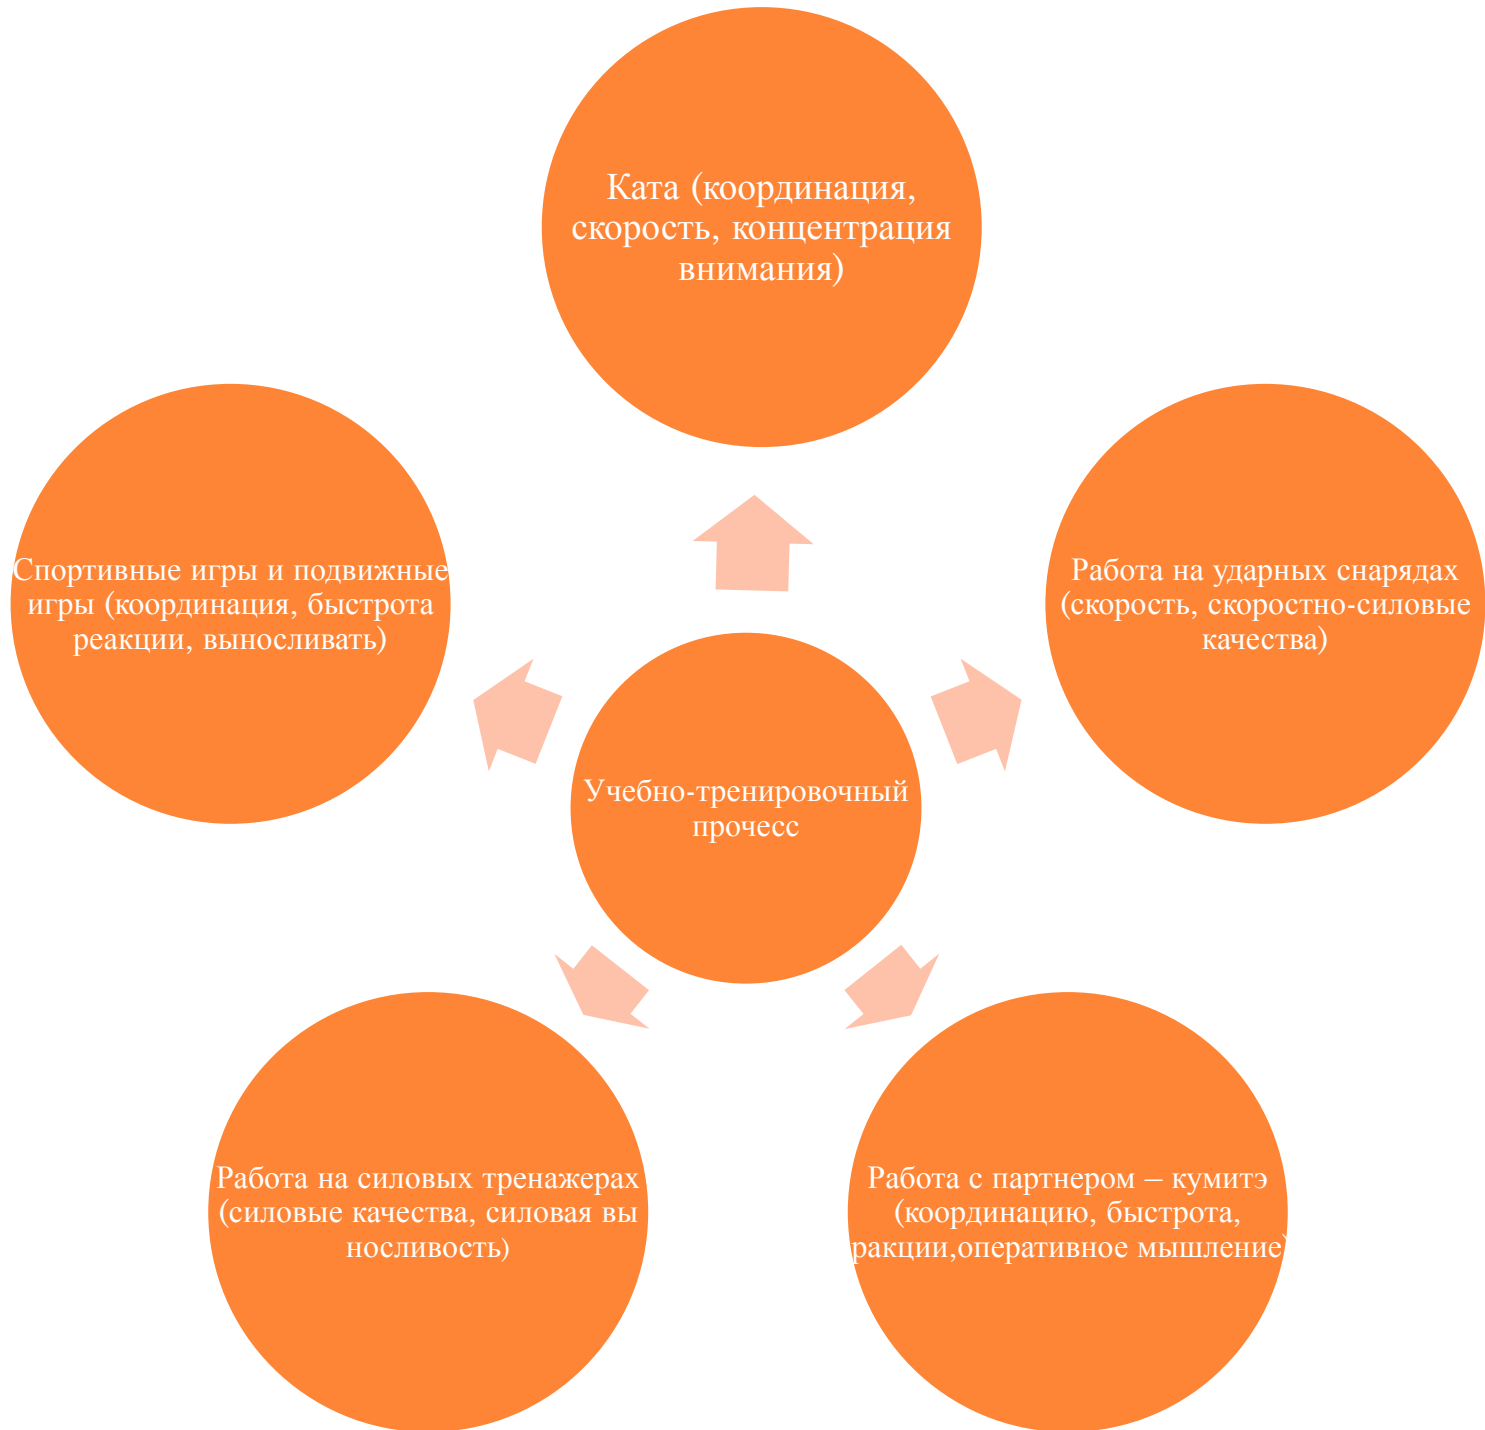 Ката (координация,
скорость, концентрация
внимания)
Спортивные игры и подвижные
игры (координация, быстрота
реакции, выносливать)
Работа на ударных снарядах
(скорость, скоростно-силовые
качества)
Учебно-тренировочный
прочесс
Работа на силовых тренажерах
(силовые качества, силовая вы
носливость)
Работа с партнером – кумитэ
(координацию, быстрота,
ракции,оперативное мышление)